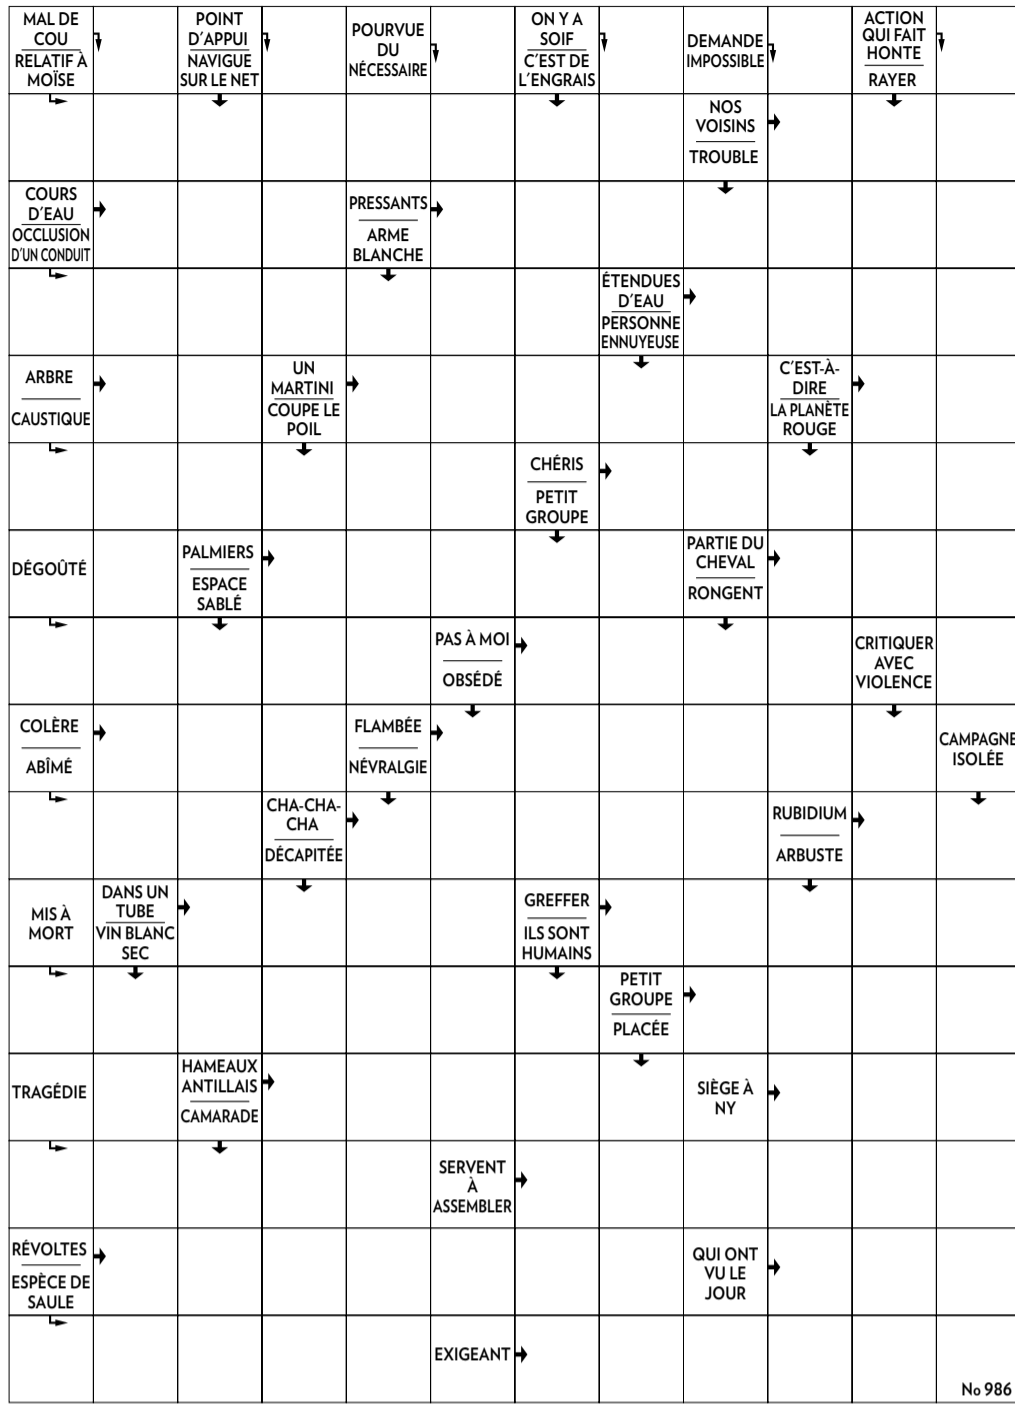 MAL DE
COU
RELATIF À
MOÏSE
POINT
D'APPUI
NAVIGUE
SUR LE NET
POURVUE
DU
NÉCESSAIRE
ON Y A
SOIF
C'EST DE
L'ENGRAIS
DEMANDE
IMPOSSIBLE
ACTION
QUI FAIT
HONTE
RAYER
NOS
VOISINS
TROUBLE
COURS
D'EAU
OCCLUSION
D'UN CONDUIT
PRESSANTS
ARME
BLANCHE
ÉTENDUES
D'EAU
PERSONNE
ENNUYEUSE
ARBRE
CAUSTIQUE
UN
MARTINI
COUPE LE
POIL
C'EST-À-
DIRE
LA PLANÈTE
ROUGE
CHÉRIS
PETIT
GROUPE
DÉGOÛTÉ
PALMIERS
ESPACE
SABLÉ
PARTIE DU
CHEVAL
RONGENT
PAS À MOI
OBSÉDÉ
CRITIQUER
AVEC
VIOLENCE
COLÈRE
ABÎMÉ
FLAMBÉE
NÉVRALGIE
CAMPAGNE
ISOLÉE
CHA-CHA-
CHA
DÉCAPITÉE
RUBIDIUM
ARBUSTE
MIS À
MORT
DANS UN
TUBE
VIN BLANC
SEC
GREFFER
ILS SONT
HUMAINS
PETIT
GROUPE
PLACÉE
TRAGÉDIE
HAMEAUX
ANTILLAIS
CAMARADE
SIÈGE À
NY
SERVENT
À
ASSEMBLER
RÉVOLTES
ESPÈCE DE
SAULE
QUI ONT
VU LE
JOUR
EXIGEANT
No 986